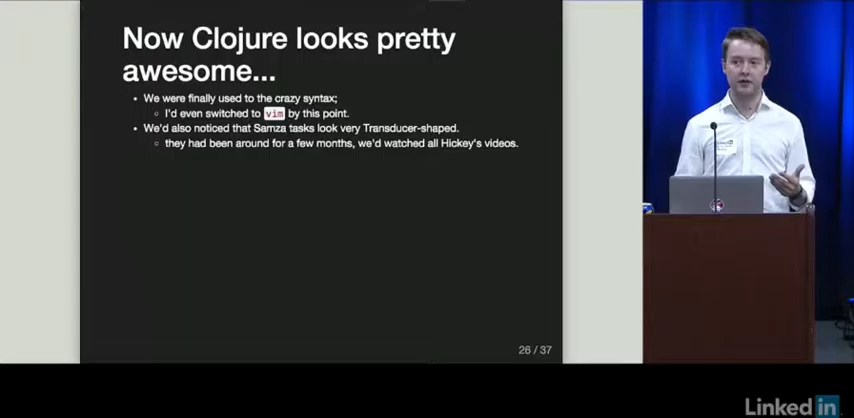 Now Clojure looks pretty
awesome...
We were finally used to the crazy syntax;
I'd even switched to vim by this point.
We'd also noticed that Samza tasks look very Transducer-shaped.
they had been around for a few months, we'd watched all Hickey's videos.
26 / 37
Linked in